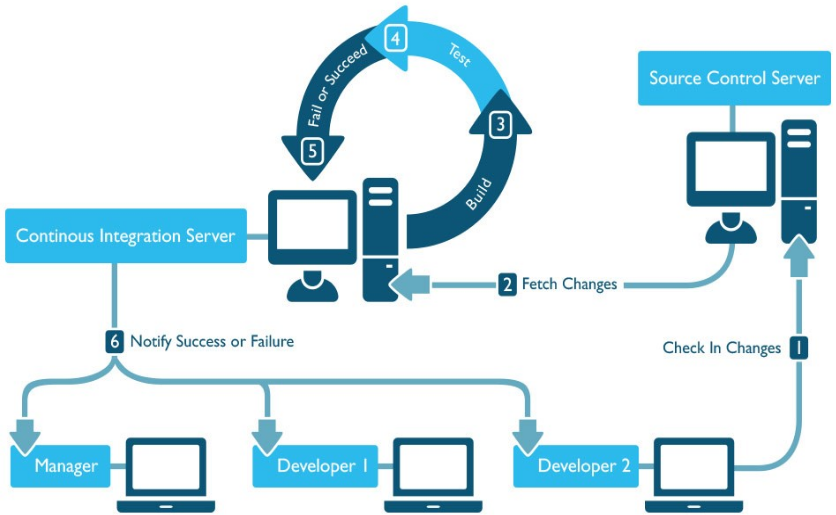 4
Test
Fail or Succeed
3
5
Build
Source Control Server
Continous Integration Server
2 Fetch Changes
6 Notify Success or Failure
Check In Changes 1
Manager
Developer 1
Developer 2